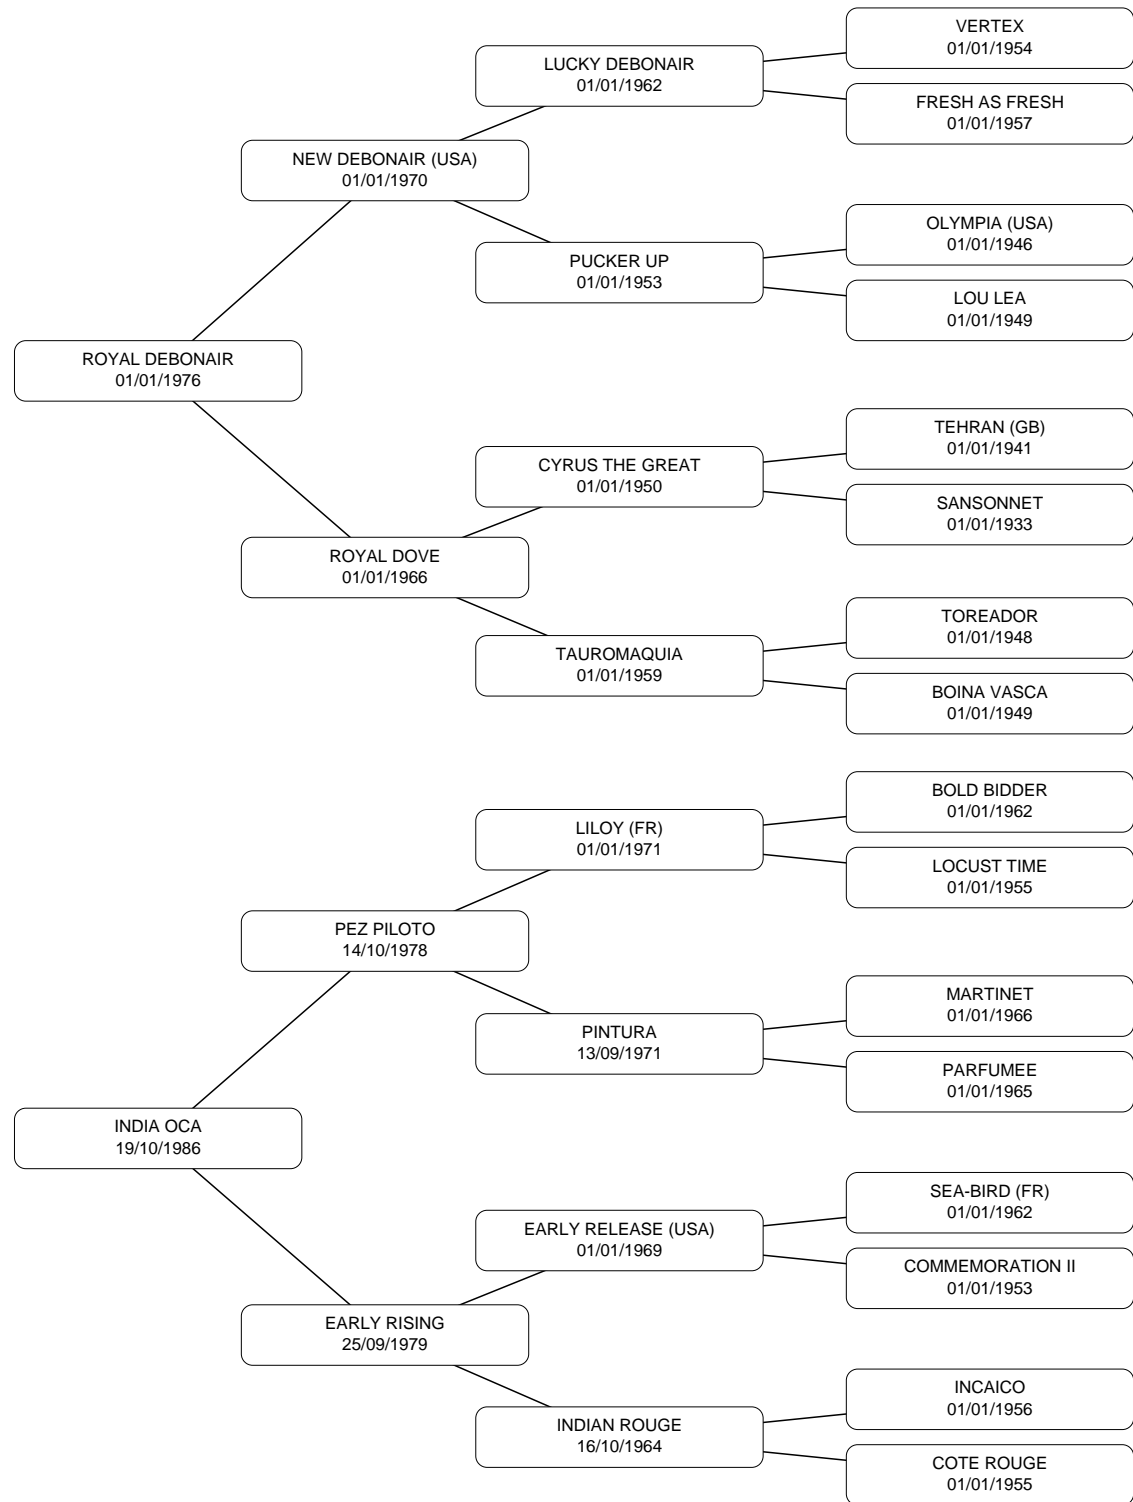 VERTEX
01/01/1954
LUCKY DEBONAIR
01/01/1962
FRESH AS FRESH
01/01/1957
NEW DEBONAIR (USA)
01/01/1970
OLYMPIA (USA)
01/01/1946
PUCKER UP
01/01/1953
LOU LEA
01/01/1949
ROYAL DEBONAIR
01/01/1976
TEHRAN (GB)
01/01/1941
CYRUS THE GREAT
01/01/1950
SANSONNET
01/01/1933
ROYAL DOVE
01/01/1966
TOREADOR
01/01/1948
TAUROMAQUIA
01/01/1959
BOINA VASCA
01/01/1949
BOLD BIDDER
01/01/1962
LILOY (FR)
01/01/1971
LOCUST TIME
01/01/1955
PEZ PILOTO
14/10/1978
MARTINET
01/01/1966
PINTURA
13/09/1971
PARFUMEE
01/01/1965
INDIA OCA
19/10/1986
SEA-BIRD (FR)
01/01/1962
EARLY RELEASE (USA)
01/01/1969
COMMEMORATION II
01/01/1953
EARLY RISING
25/09/1979
INCAICO
01/01/1956
INDIAN ROUGE
16/10/1964
COTE ROUGE
01/01/1955